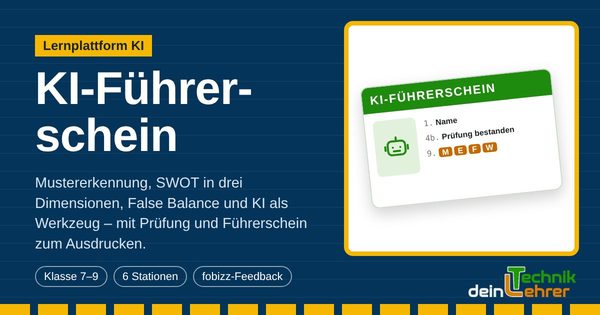 Lernplattform KI
KI-Führer-
schein
Mustererkennung, SWOT in drei
Dimensionen, False Balance und KI als
Werkzeug – mit Prüfung und Führerschein
zum Ausdrucken.
Klasse 7–9
6 Stationen
fobizz-Feedback
KI-FÜHRERSCHEIN
1. Name
4b. Prüfung bestanden
9. M E F W
Technik
dein Lehrer